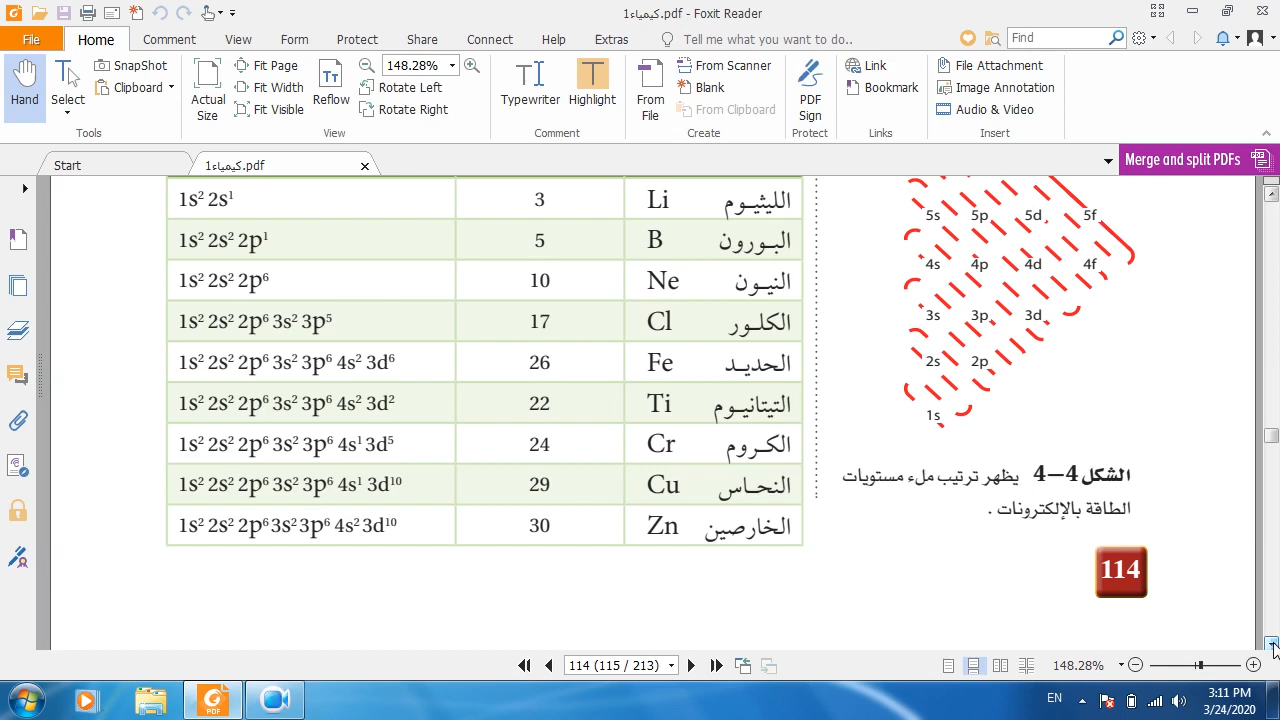 كيمياء1.pdf - Foxit Reader
File Home Comment View Form Protect Share Connect Help Extras Tell me what you want to do.. Find
Hand
Select
SnapShot
Clipboard
Tools
Actual Size
Fit Page
Fit Width
Fit Visible
Reflow
148.28%
Rotate Left
Rotate Right
View
Typewriter
Highlight
Comment
From File
From Scanner
Blank
From Clipboard
Create
PDF Sign
Protect
Link
Bookmark
Links
File Attachment
Image Annotation
Audio & Video
Insert
Start
كيمياء1.pdf
Merge and split PDFs
الليثيوم Li 3 1s² 2s¹
البورون B 5 1s² 2s² 2p¹
النيون Ne 10 1s² 2s² 2p⁶
الكلور Cl 17 1s² 2s² 2p⁶ 3s² 3p⁵
الحديد Fe 26 1s² 2s² 2p⁶ 3s² 3p⁶ 4s² 3d⁶
التيتانيوم Ti 22 1s² 2s² 2p⁶ 3s² 3p⁶ 4s² 3d²
الكروم Cr 24 1s² 2s² 2p⁶ 3s² 3p⁶ 4s¹ 3d⁵
النحاس Cu 29 1s² 2s² 2p⁶ 3s² 3p⁶ 4s¹ 3d¹⁰
الخارصين Zn 30 1s² 2s² 2p⁶ 3s² 3p⁶ 4s² 3d¹⁰
5s 5p 5d 5f
4s 4p 4d 4f
3s 3p 3d
2s 2p
1s
الشكل 4–4 يظهر ترتيب ملء مستويات
الطاقة بالإلكترونات .
114
114 (115 / 213)
148.28%
PDF
EN
3:11 PM
3/24/2020